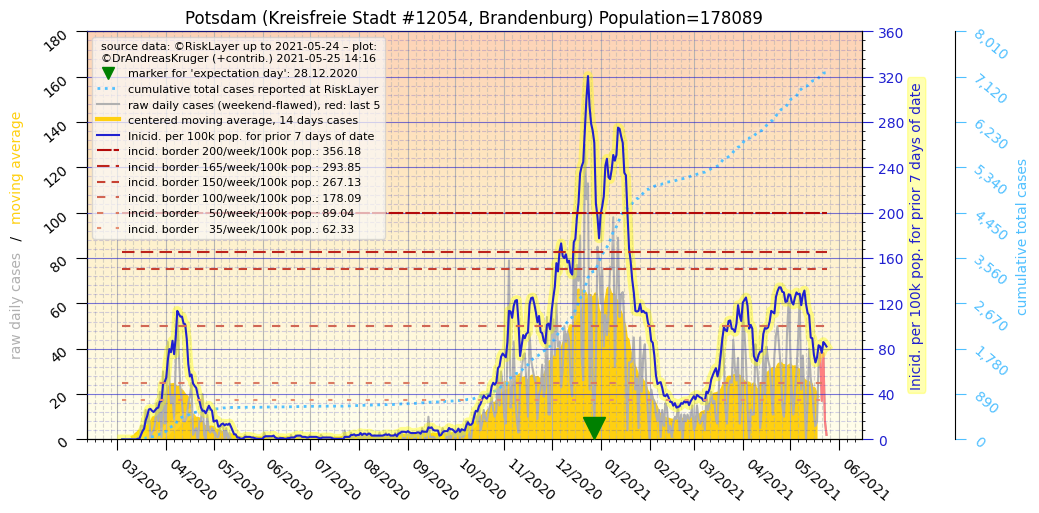 Potsdam (Kreisfreie Stadt #12054, Brandenburg) Population=178089
source data: ©RiskLayer up to 2021-05-24 – plot:
©DrAndreasKruger (+contrib.) 2021-05-25 14:16
marker for 'expectation day': 28.12.2020
cumulative total cases reported at RiskLayer
raw daily cases (weekend-flawed), red: last 5
centered moving average, 14 days cases
Inicid. per 100k pop. for prior 7 days of date
incid. border 200/week/100k pop.: 356.18
incid. border 165/week/100k pop.: 293.85
incid. border 150/week/100k pop.: 267.13
incid. border 100/week/100k pop.: 178.09
incid. border   50/week/100k pop.: 89.04
incid. border   35/week/100k pop.: 62.33
raw daily cases / moving average
180
160
140
120
100
80
60
40
20
0
03/2020
04/2020
05/2020
06/2020
07/2020
08/2020
09/2020
10/2020
11/2020
12/2020
01/2021
02/2021
03/2021
04/2021
05/2021
06/2021
360
320
280
240
200
160
120
80
40
0
Inicid. per 100k pop. for prior 7 days of date
8,010
7,120
6,230
5,340
4,450
3,560
2,670
1,780
890
0
cumulative total cases